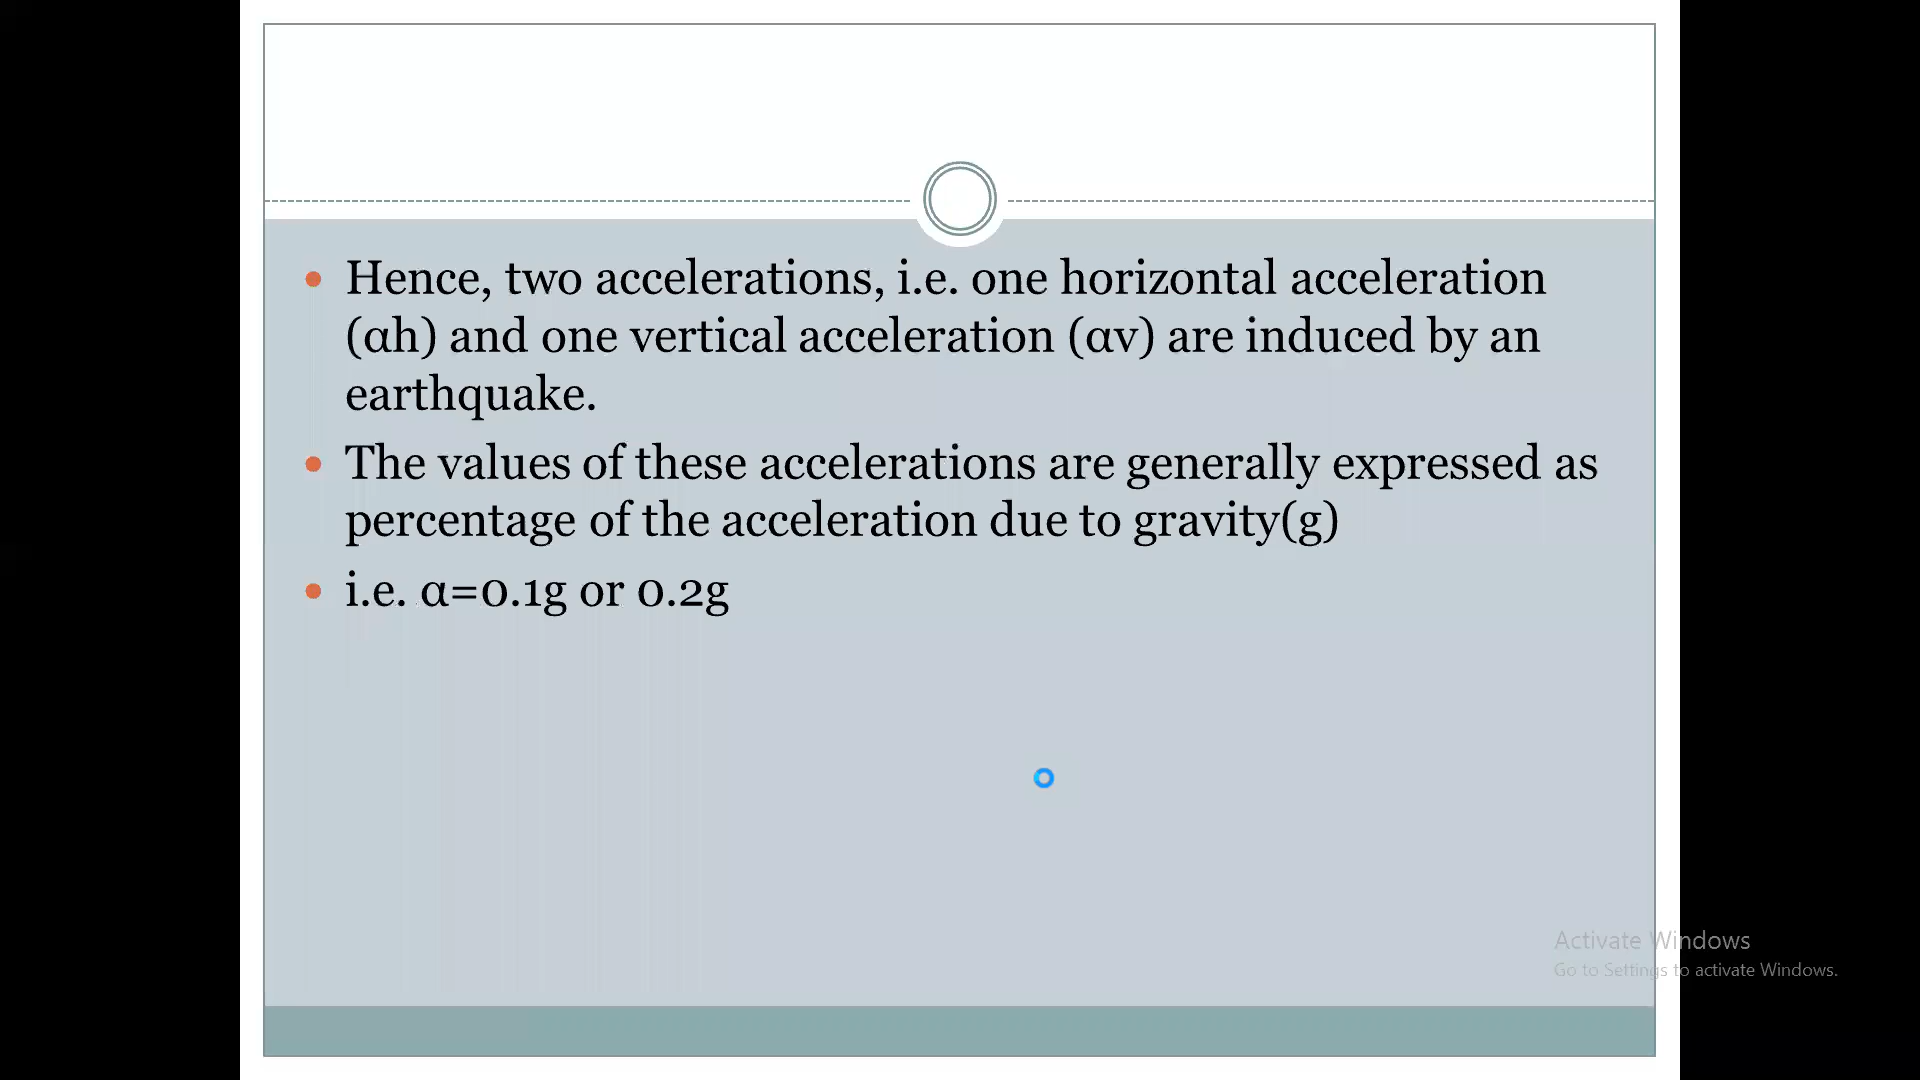 Hence, two accelerations, i.e. one horizontal acceleration
(αh) and one vertical acceleration (αv) are induced by an
earthquake.
The values of these accelerations are generally expressed as
percentage of the acceleration due to gravity(g)
i.e. α=0.1g or 0.2g
Activate Windows
Go to Settings to activate Windows.